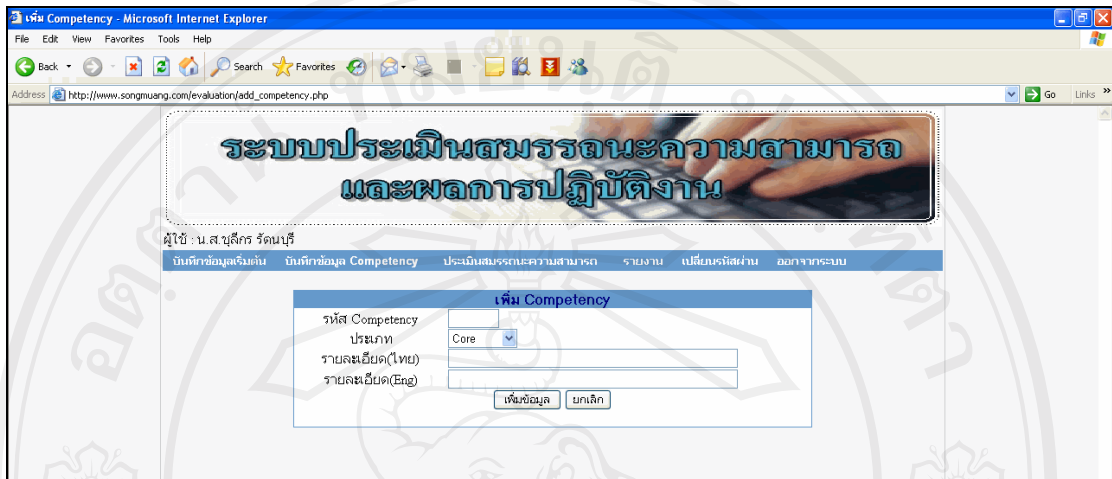 เพิ่ม Competency - Microsoft Internet Explorer
File Edit View Favorites Tools Help
Back Search Favorites
Address http://www.songmuang.com/evaluation/add_competency.php Go Links »
ระบบประเมินสมรรถนะความสามารถ
และผลการปฏิบัติงาน
ผู้ใช้ : น.ส.ชุลีกร รัตนบุรี
บันทึกข้อมูลเริ่มต้น บันทึกข้อมูล Competency ประเมินสมรรถนะความสามารถ รายงาน เปลี่ยนรหัสผ่าน ออกจากระบบ
เพิ่ม Competency
รหัส Competency
ประเภท Core
รายละเอียด(ไทย)
รายละเอียด(Eng)
เพิ่มข้อมูล ยกเลิก